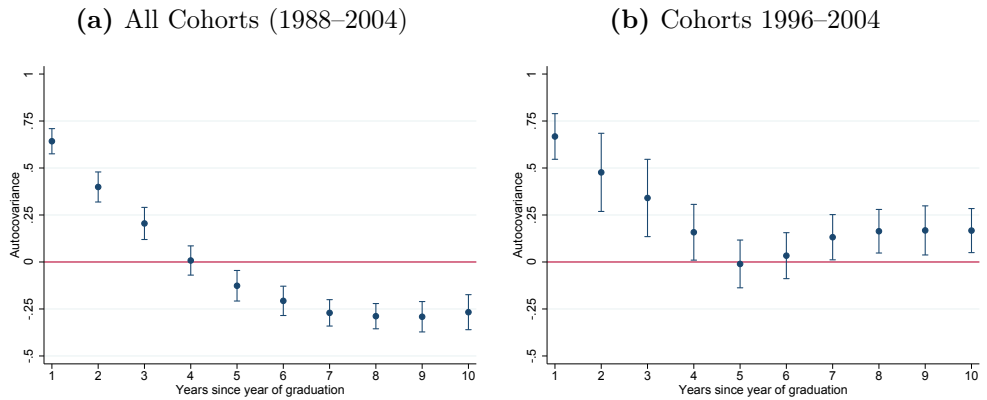 (a) All Cohorts (1988–2004)
(b) Cohorts 1996–2004
Autocovariance
1
.75
.5
.25
0
-.25
-.5
1 2 3 4 5 6 7 8 9 10
Years since year of graduation
Autocovariance
1
.75
.5
.25
0
-.25
-.5
1 2 3 4 5 6 7 8 9 10
Years since year of graduation